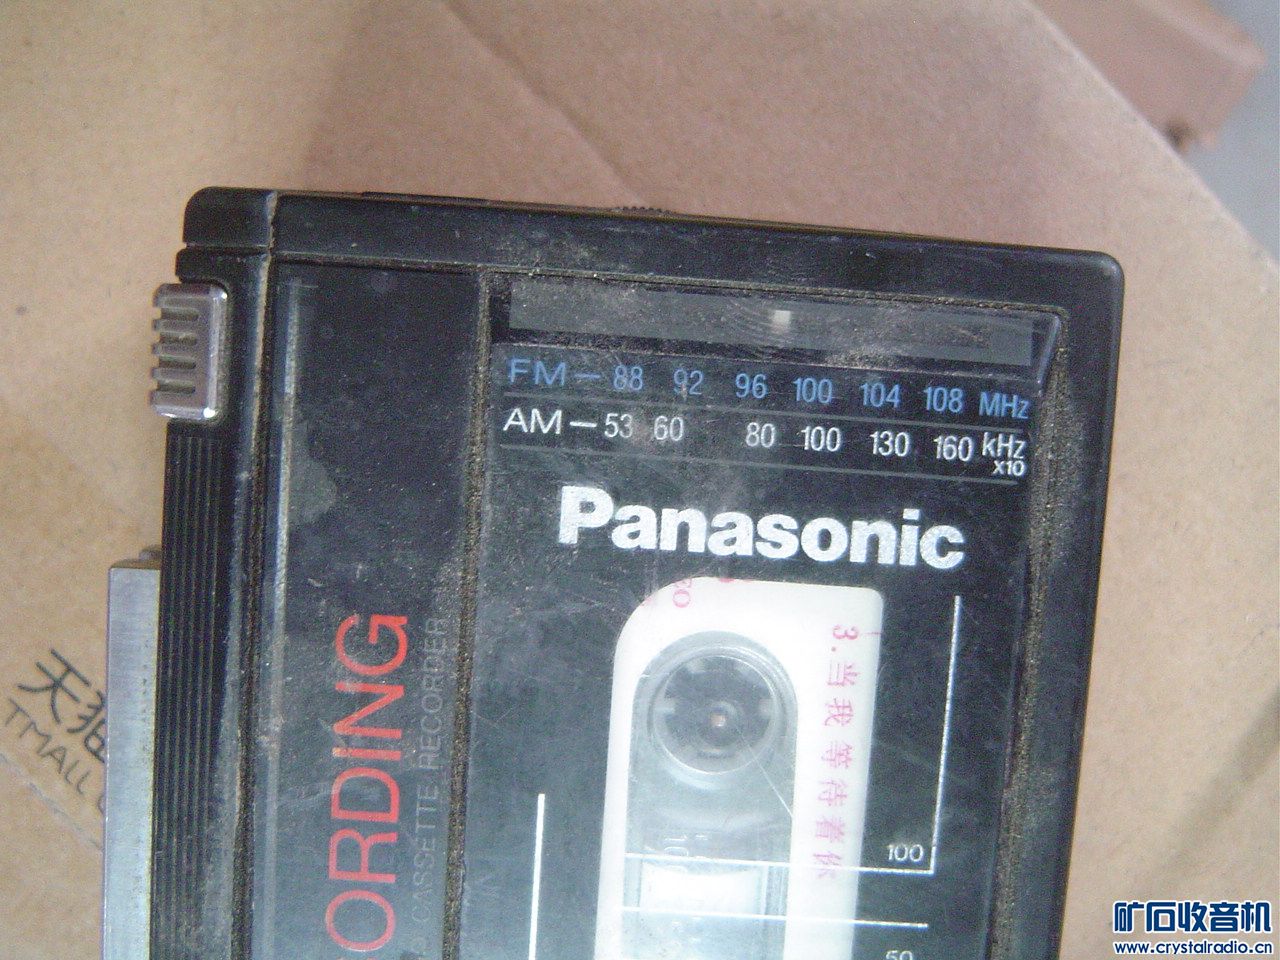 FM – 88 92 96 100 104 108 MHz
AM – 53 60 80 100 130 160 kHz
x10
Panasonic
3.当我等待着你
ORDING
CASSETTE RECORDER
100
50
天猫
TMALL
矿石收音机
www.crystalradio.cn